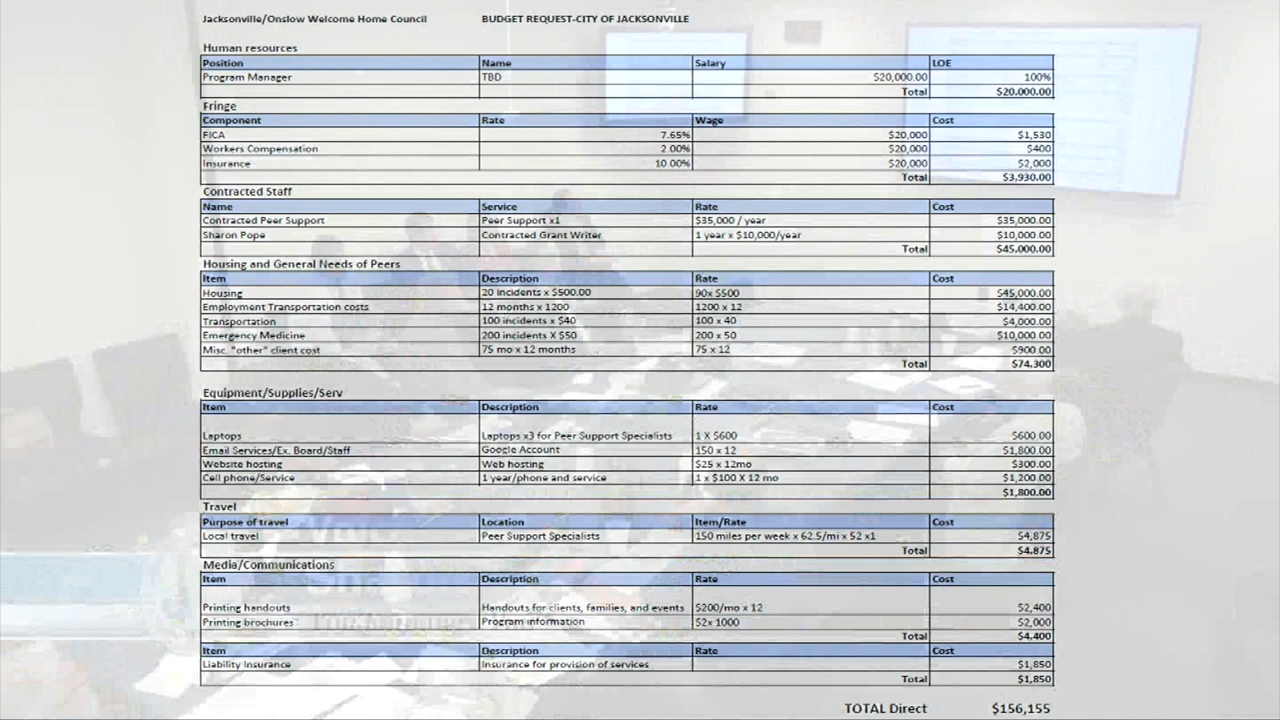 Jacksonville/Onslow Welcome Home Council BUDGET REQUEST-CITY OF JACKSONVILLE
Human resources
Position Name Salary LOE
Program Manager TBD $20,000.00 100%
Total $20,000.00
Fringe
Component Rate Wage Cost
FICA 7.65% $20,000 $1,530
Workers Compensation 2.00% $20,000 $400
Insurance 10.00% $20,000 $2,000
Total $3,930.00
Contracted Staff
Name Service Rate Cost
Contracted Peer Support Peer Support x1 $35,000 / year $35,000.00
Sharon Pope Contracted Grant Writer 1 year x $10,000/year $10,000.00
Total $45,000.00
Housing and General Needs of Peers
Item Description Rate Cost
Housing 20 incidents x $500.00 90x $500 $45,000.00
Employment Transportation costs 12 months x 1200 1200 x 12 $14,400.00
Transportation 100 incidents x $40 100 x 40 $4,000.00
Emergency Medicine 200 incidents X $50 200 x 50 $10,000.00
Misc. "other" client cost 75 mo x 12 months 75 x 12 $900.00
Total $74,300
Equipment/Supplies/Serv
Item Description Rate Cost
Laptops Laptops x3 for Peer Support Specialists 1 X $600 $600.00
Email Services/Ex. Board/Staff Google Account 150 x 12 $1,800.00
Website hosting Web hosting $25 x 12mo $300.00
Cell phone/Service 1 year/phone and service 1 x $100 X 12 mo $1,200.00
$1,800.00
Travel
Purpose of travel Location Item/Rate Cost
Local travel Peer Support Specialists 150 miles per week x 62.5/mi x 52 x1 $4,875
Total $4,875
Media/Communications
Item Description Rate Cost
Printing handouts Handouts for clients, families, and events $200/mo x 12 $2,400
Printing brochures Program information $2x 1000 $2,000
Total $4,400
Item Description Rate Cost
Liability Insurance Insurance for provision of services $1,850
Total $1,850
TOTAL Direct $156,155